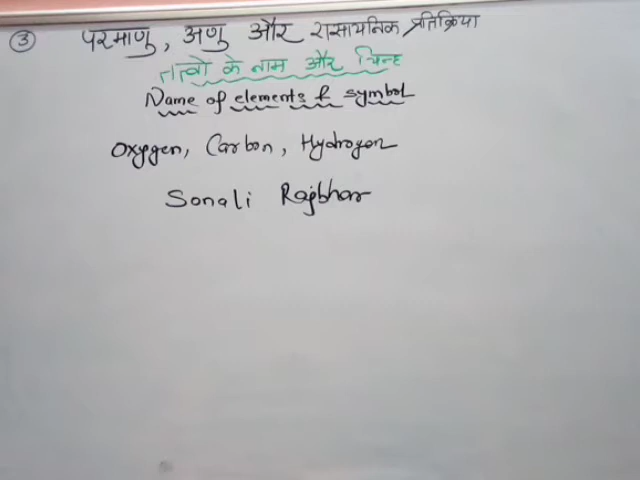 ③ परमाणु, अणु और रासायनिक प्रतिक्रिया
तत्वो के नाम और चिन्ह
Name of elements & symbol
Oxygen, Carbon, Hydrogen
Sonali Rajbhar